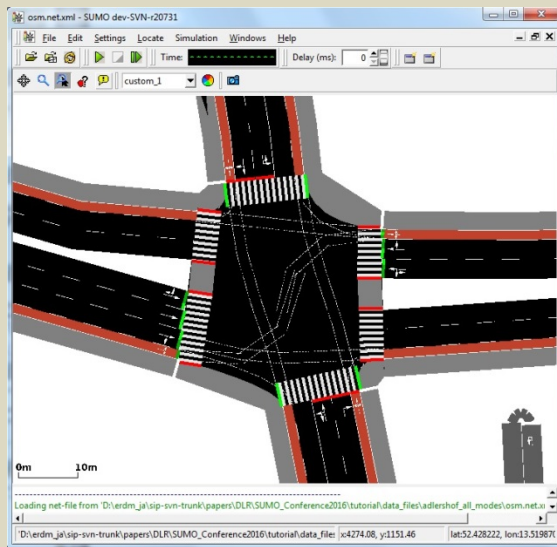 osm.net.xml - SUMO dev-SVN-r20731
File Edit Settings Locate Simulation Windows Help
Time: Delay (ms): 0
custom_1
0m 10m
Loading net-file from 'D:\erdm_ja\sip-svn-trunk\papers\DLR\SUMO_Conference2016\tutorial\data_files\adlershof_all_modes\osm.net.x
'D:\erdm_ja\sip-svn-trunk\papers\DLR\SUMO_Conference2016\tutorial\data_file x:4274.08, y:1151.46 lat:52.428222, lon:13.5198